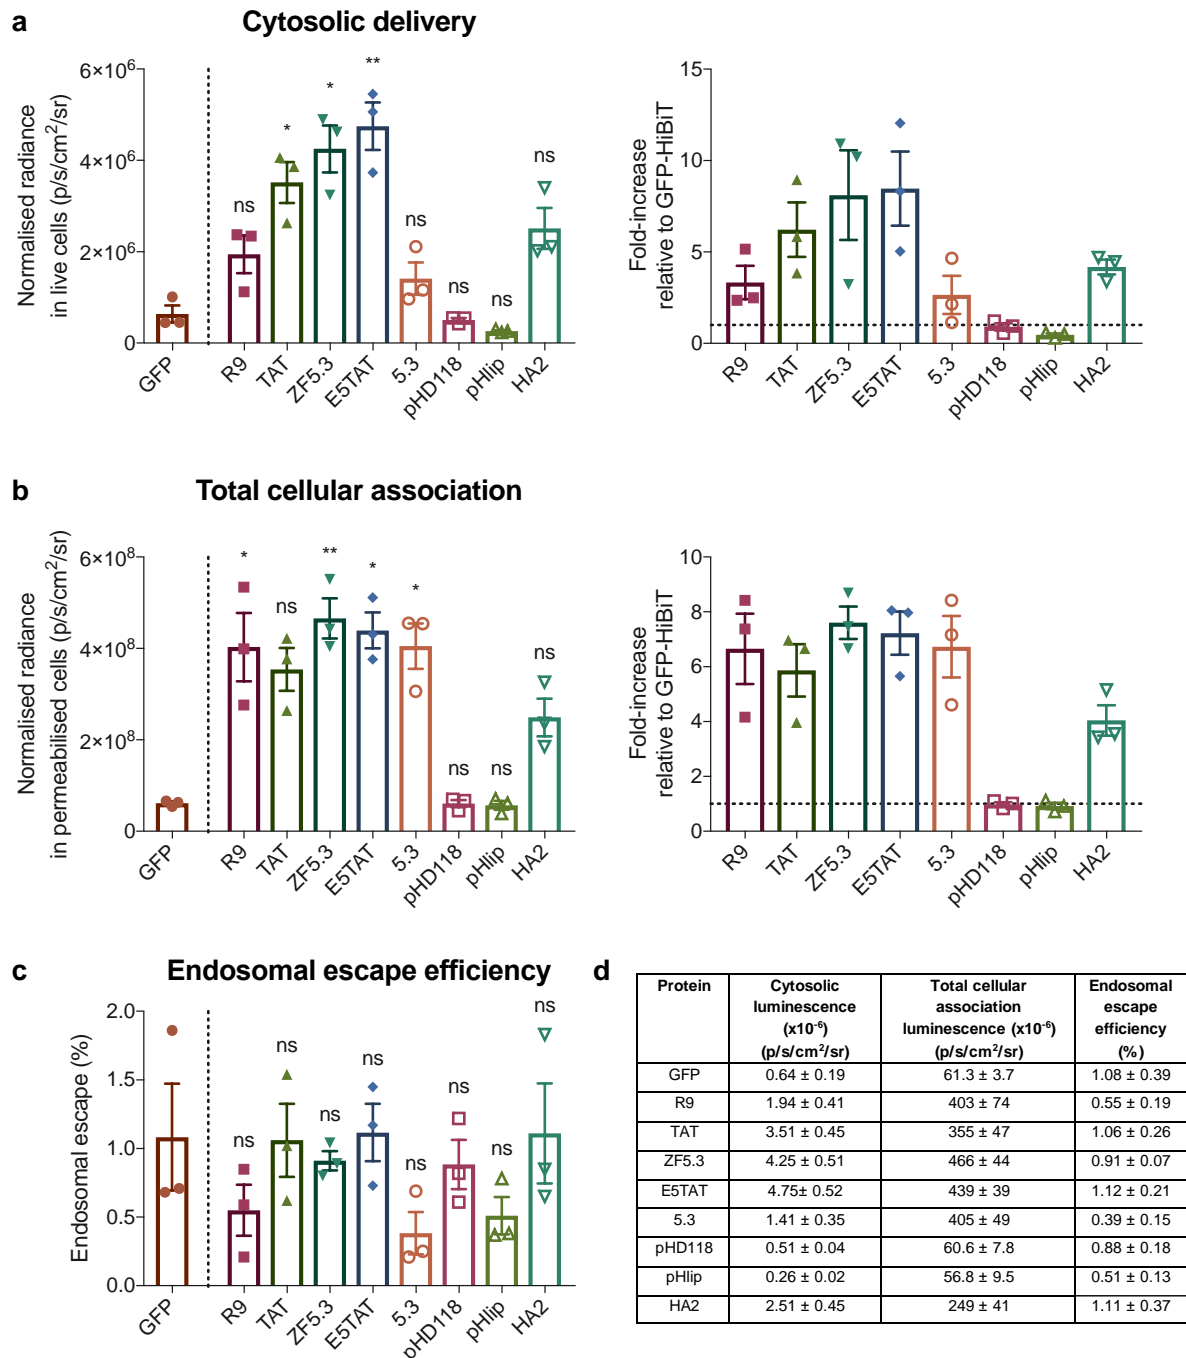 a
Cytosolic delivery
Normalised radiance
in live cells (p/s/cm²/sr)
6×10⁶
4×10⁶
2×10⁶
0
ns
*
*
**
ns
ns
ns
ns
GFP
R9
TAT
ZF5.3
E5TAT
5.3
pHD118
pHlip
HA2
Fold-increase
relative to GFP-HiBiT
15
10
5
0
R9
TAT
ZF5.3
E5TAT
5.3
pHD118
pHlip
HA2
b
Total cellular association
Normalised radiance
in permeabilised cells (p/s/cm²/sr)
6×10⁸
4×10⁸
2×10⁸
0
*
ns
**
*
*
ns
ns
ns
GFP
R9
TAT
ZF5.3
E5TAT
5.3
pHD118
pHlip
HA2
Fold-increase
relative to GFP-HiBiT
10
8
6
4
2
0
R9
TAT
ZF5.3
E5TAT
5.3
pHD118
pHlip
HA2
c
Endosomal escape efficiency
Endosomal escape (%)
2.0
1.5
1.0
0.5
0.0
ns
ns
ns
ns
ns
ns
ns
ns
GFP
R9
TAT
ZF5.3
E5TAT
5.3
pHD118
pHlip
HA2
d
Protein
Cytosolic
luminescence
(x10⁻⁶)
(p/s/cm²/sr)
Total cellular
association
luminescence (x10⁻⁶)
(p/s/cm²/sr)
Endosomal
escape
efficiency
(%)
GFP 0.64 ± 0.19 61.3 ± 3.7 1.08 ± 0.39
R9 1.94 ± 0.41 403 ± 74 0.55 ± 0.19
TAT 3.51 ± 0.45 355 ± 47 1.06 ± 0.26
ZF5.3 4.25 ± 0.51 466 ± 44 0.91 ± 0.07
E5TAT 4.75± 0.52 439 ± 39 1.12 ± 0.21
5.3 1.41 ± 0.35 405 ± 49 0.39 ± 0.15
pHD118 0.51 ± 0.04 60.6 ± 7.8 0.88 ± 0.18
pHlip 0.26 ± 0.02 56.8 ± 9.5 0.51 ± 0.13
HA2 2.51 ± 0.45 249 ± 41 1.11 ± 0.37